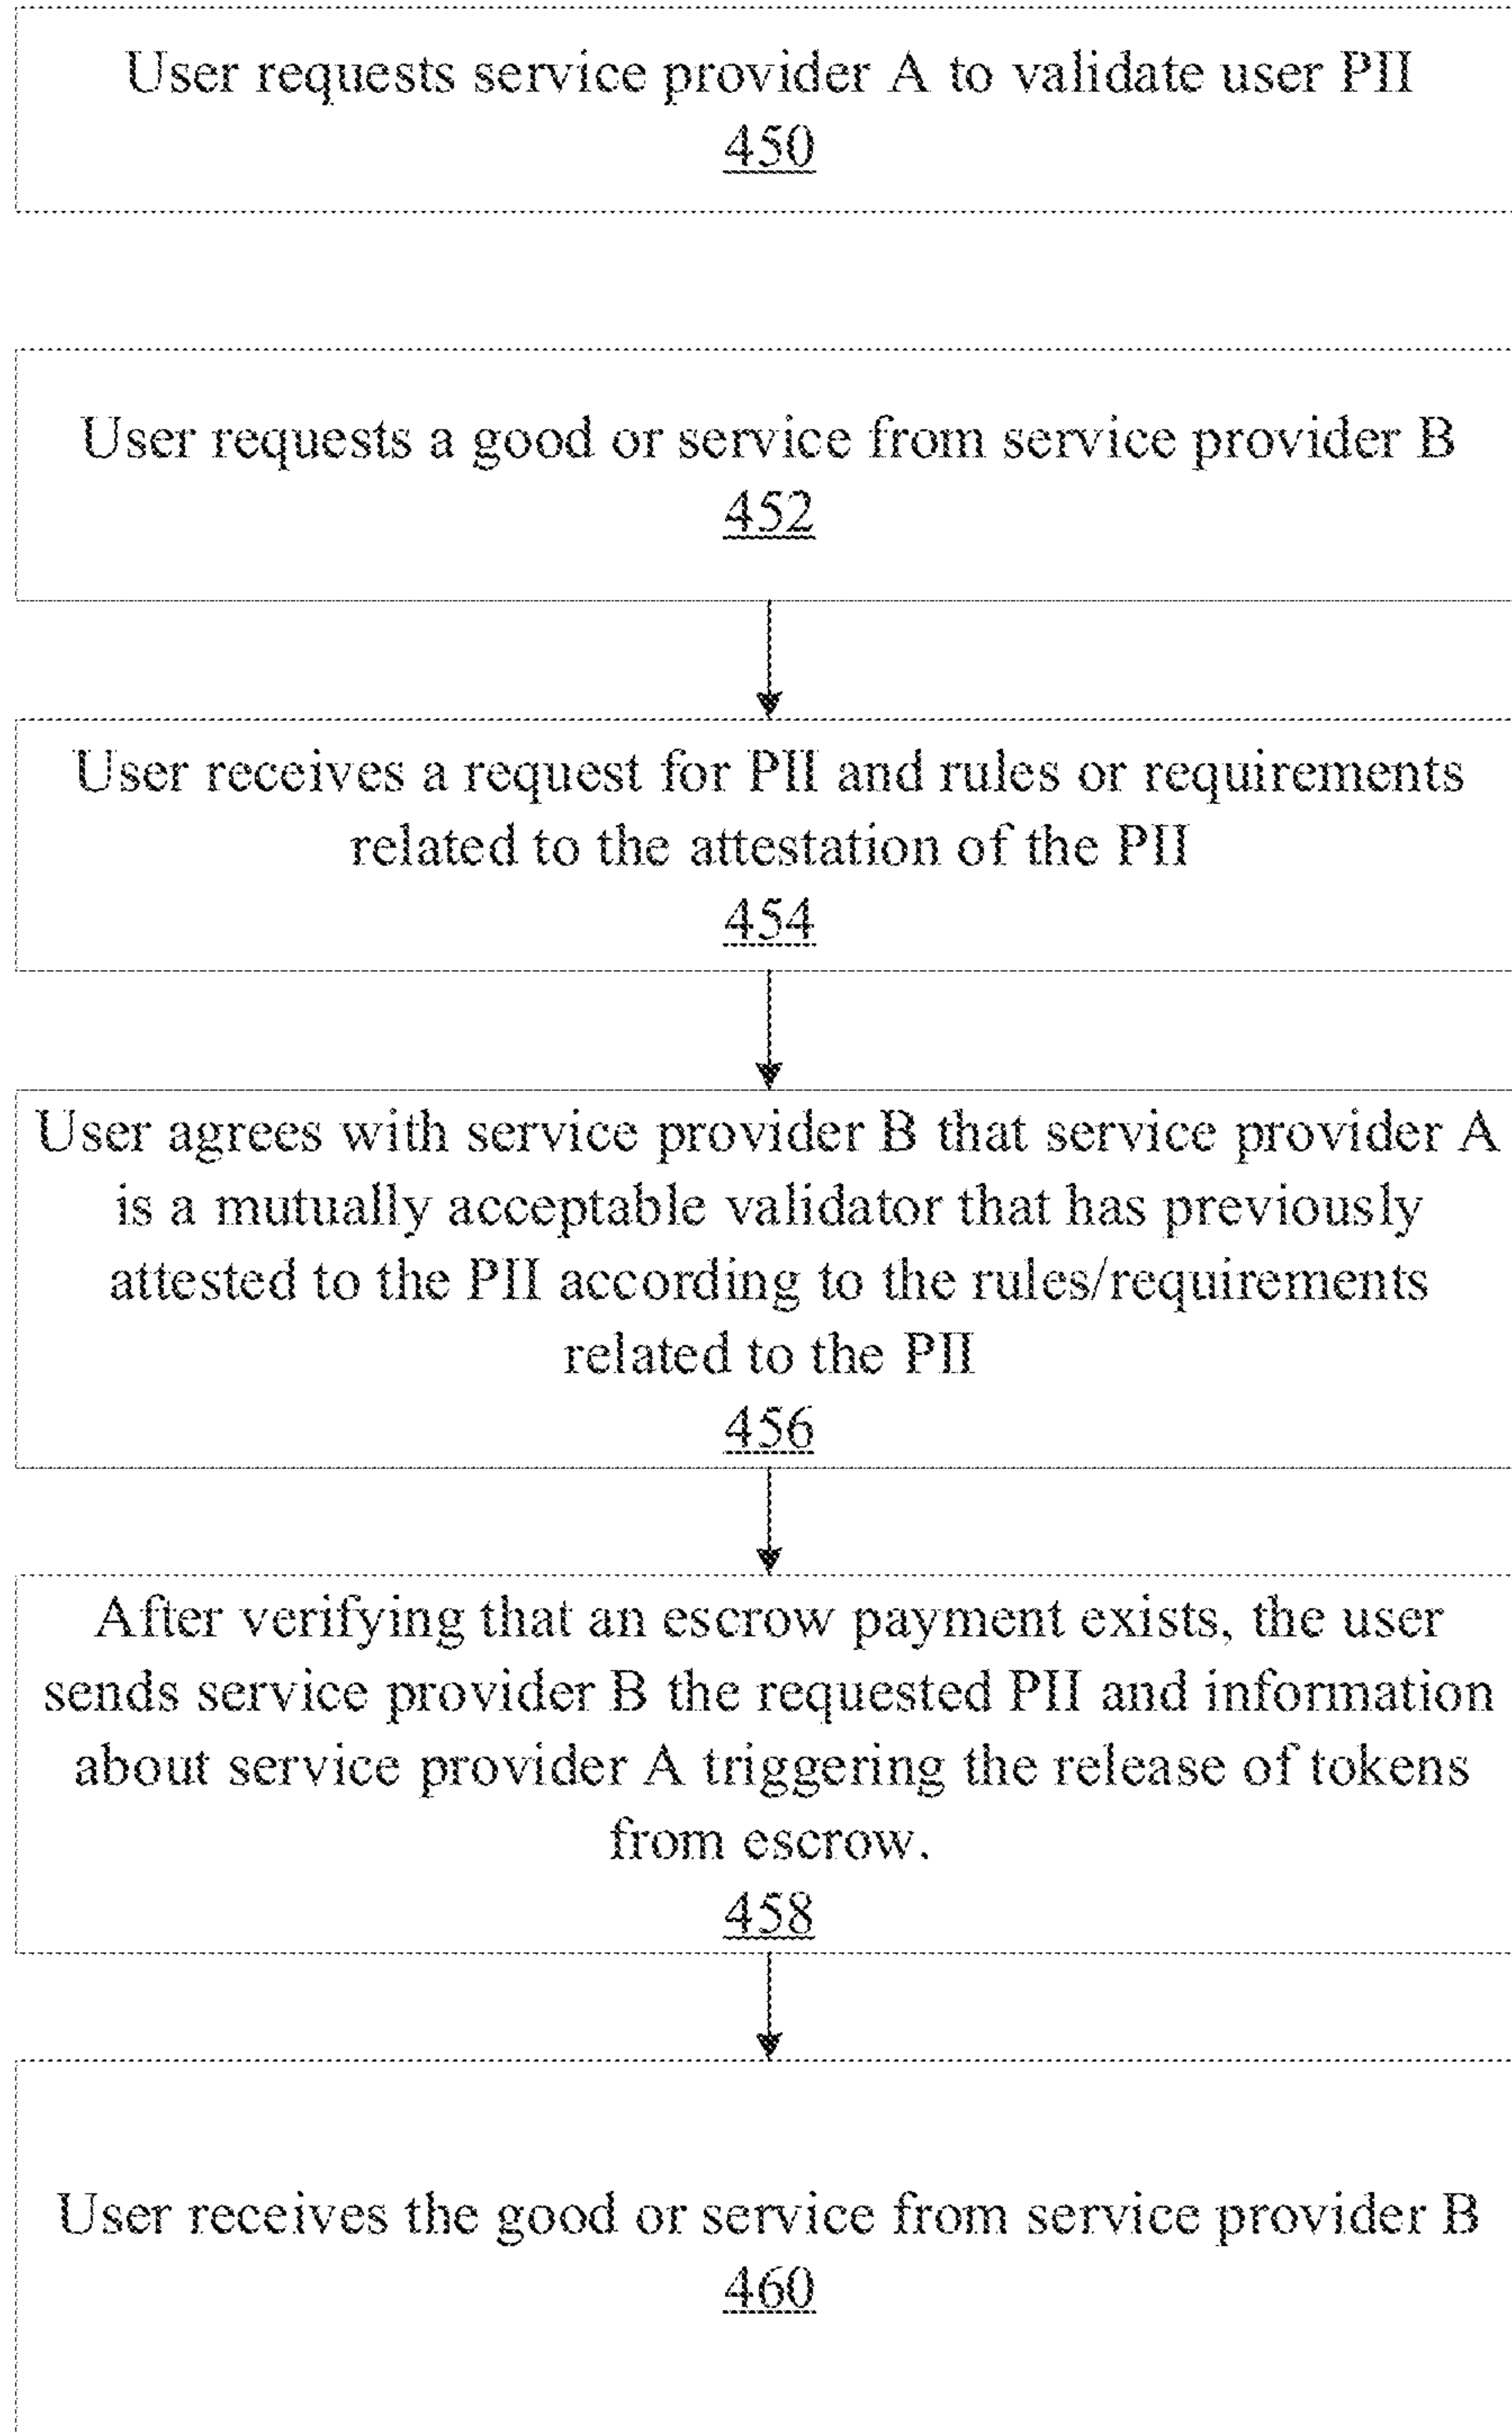 User requests service provider A to validate user PII
450
User requests a good or service from service provider B
452
User receives a request for PII and rules or requirements
related to the attestation of the PII
454
User agrees with service provider B that service provider A
is a mutually acceptable validator that has previously
attested to the PII according to the rules/requirements
related to the PII
456
After verifying that an escrow payment exists, the user
sends service provider B the requested PII and information
about service provider A triggering the release of tokens
from escrow.
458
User receives the good or service from service provider B
460